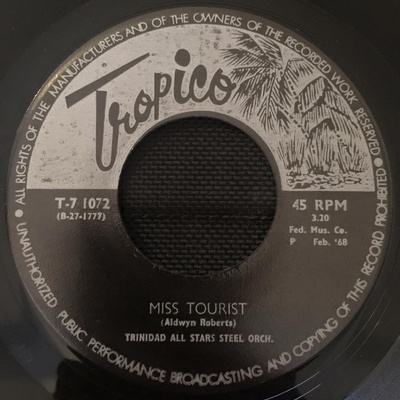 • ALL RIGHTS OF THE MANUFACTURERS AND OF THE OWNERS OF THE RECORDED WORK RESERVED •
UNAUTHORIZED PUBLIC PERFORMANCE BROADCASTING AND COPYING OF THIS RECORD PROHIBITED
Tropico
T-7 1072
(B-27-1777)
45 RPM
3.20
Fed. Mus. Co.
P Feb. '68
MISS TOURIST
(Aldwyn Roberts)
TRINIDAD ALL STARS STEEL ORCH.